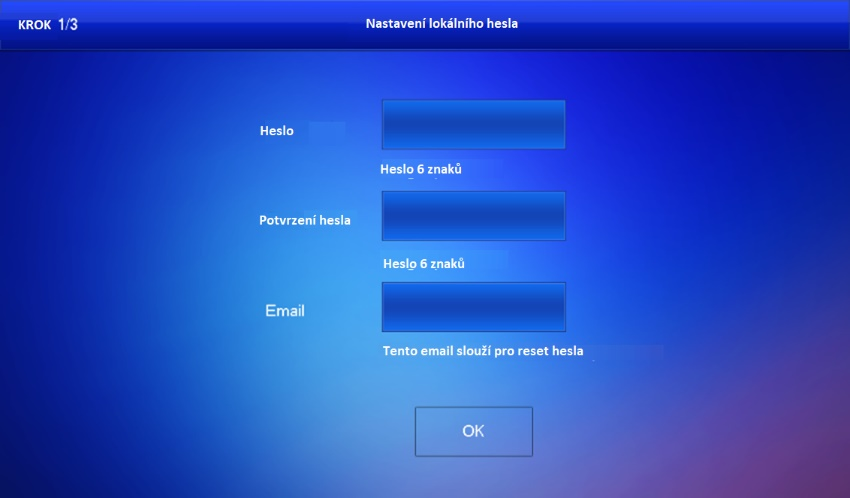 KROK 1/3
Nastavení lokálního hesla
Heslo
Heslo 6 znaků
Potvrzení hesla
Heslo 6 znaků
Email
Tento email slouží pro reset hesla
OK